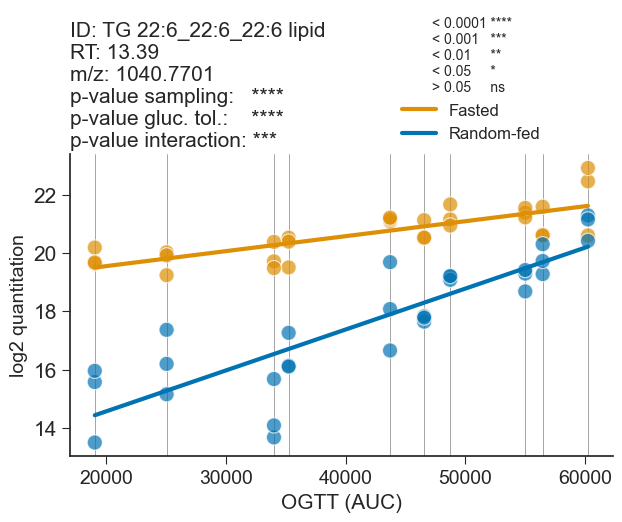 ID: TG 22:6_22:6_22:6 lipid
RT: 13.39
m/z: 1040.7701
p-value sampling: ****
p-value gluc. tol.: ****
p-value interaction: ***
< 0.0001 ****
< 0.001 ***
< 0.01 **
< 0.05 *
> 0.05 ns
Fasted
Random-fed
log2 quantitation
22
20
18
16
14
20000 30000 40000 50000 60000
OGTT (AUC)